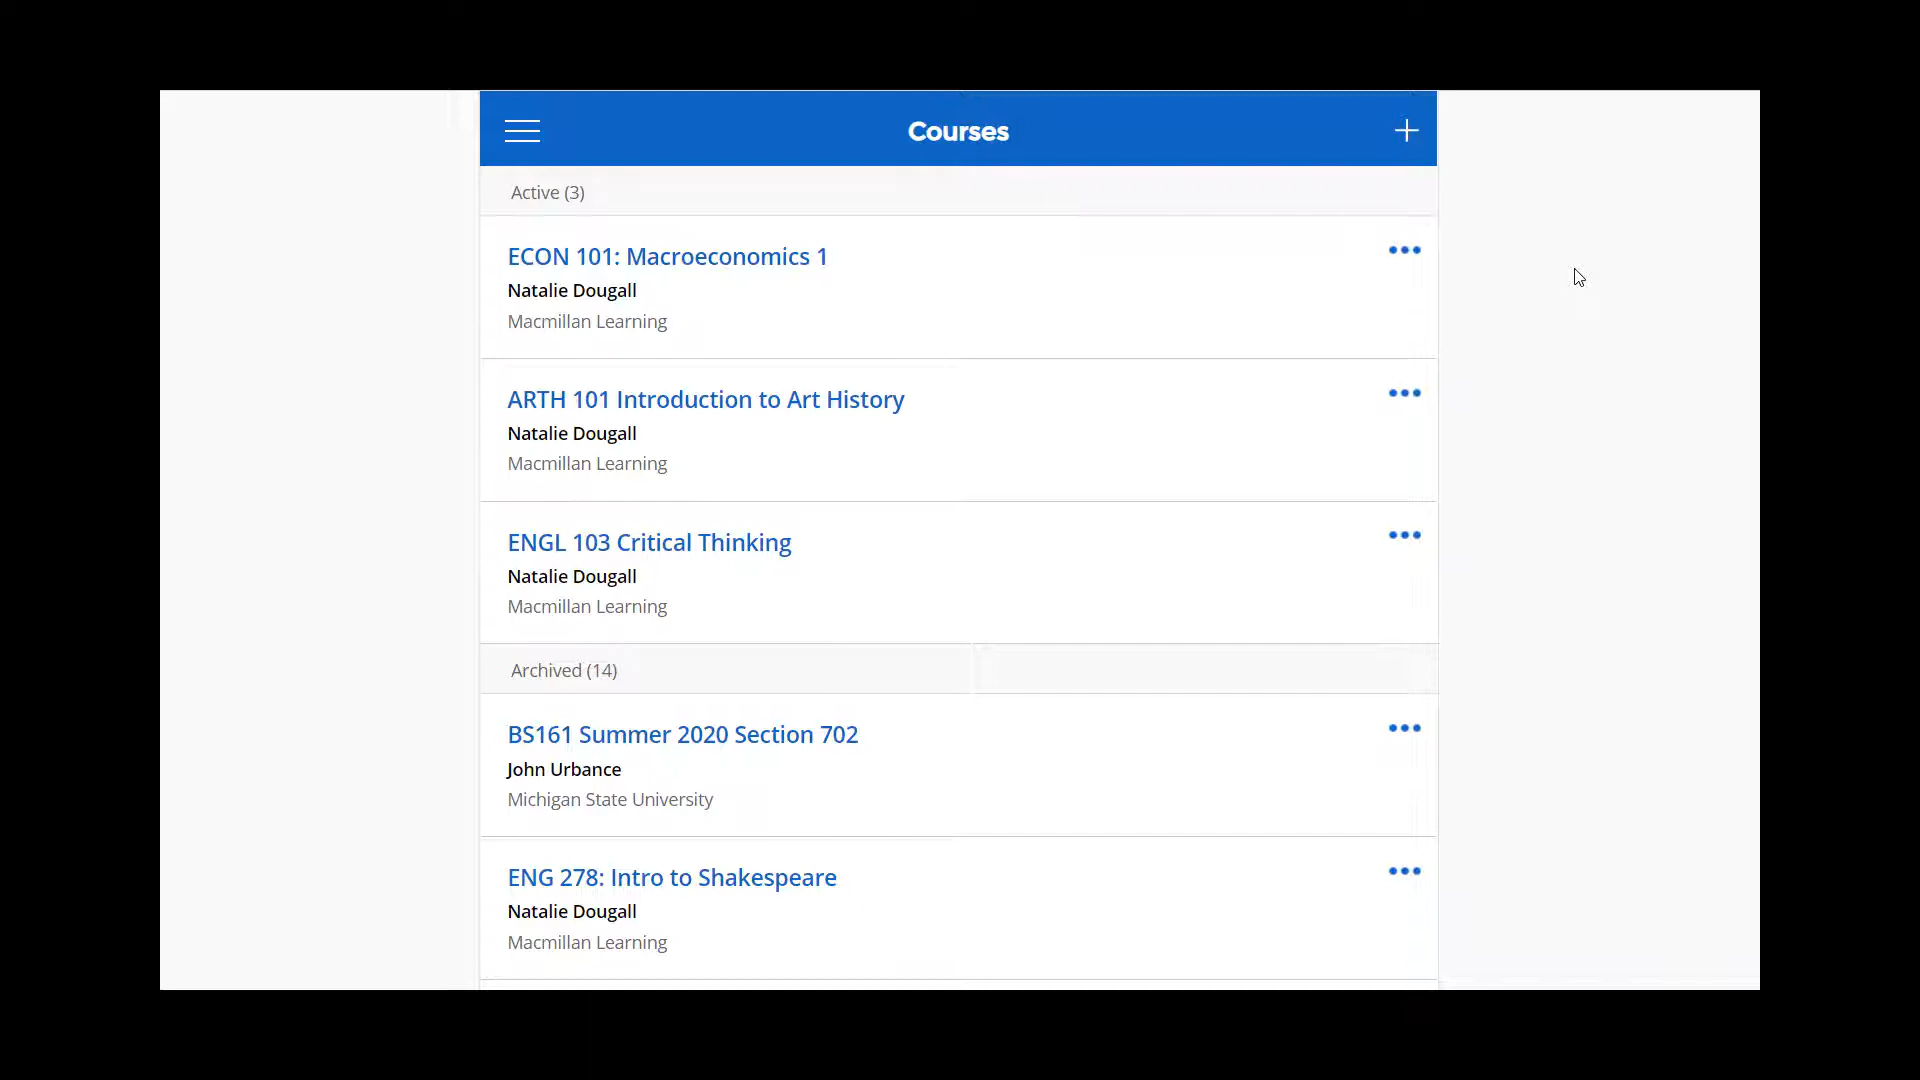 Courses
Active (3)
ECON 101: Macroeconomics 1
Natalie Dougall
Macmillan Learning
ARTH 101 Introduction to Art History
Natalie Dougall
Macmillan Learning
ENGL 103 Critical Thinking
Natalie Dougall
Macmillan Learning
Archived (14)
BS161 Summer 2020 Section 702
John Urbance
Michigan State University
ENG 278: Intro to Shakespeare
Natalie Dougall
Macmillan Learning